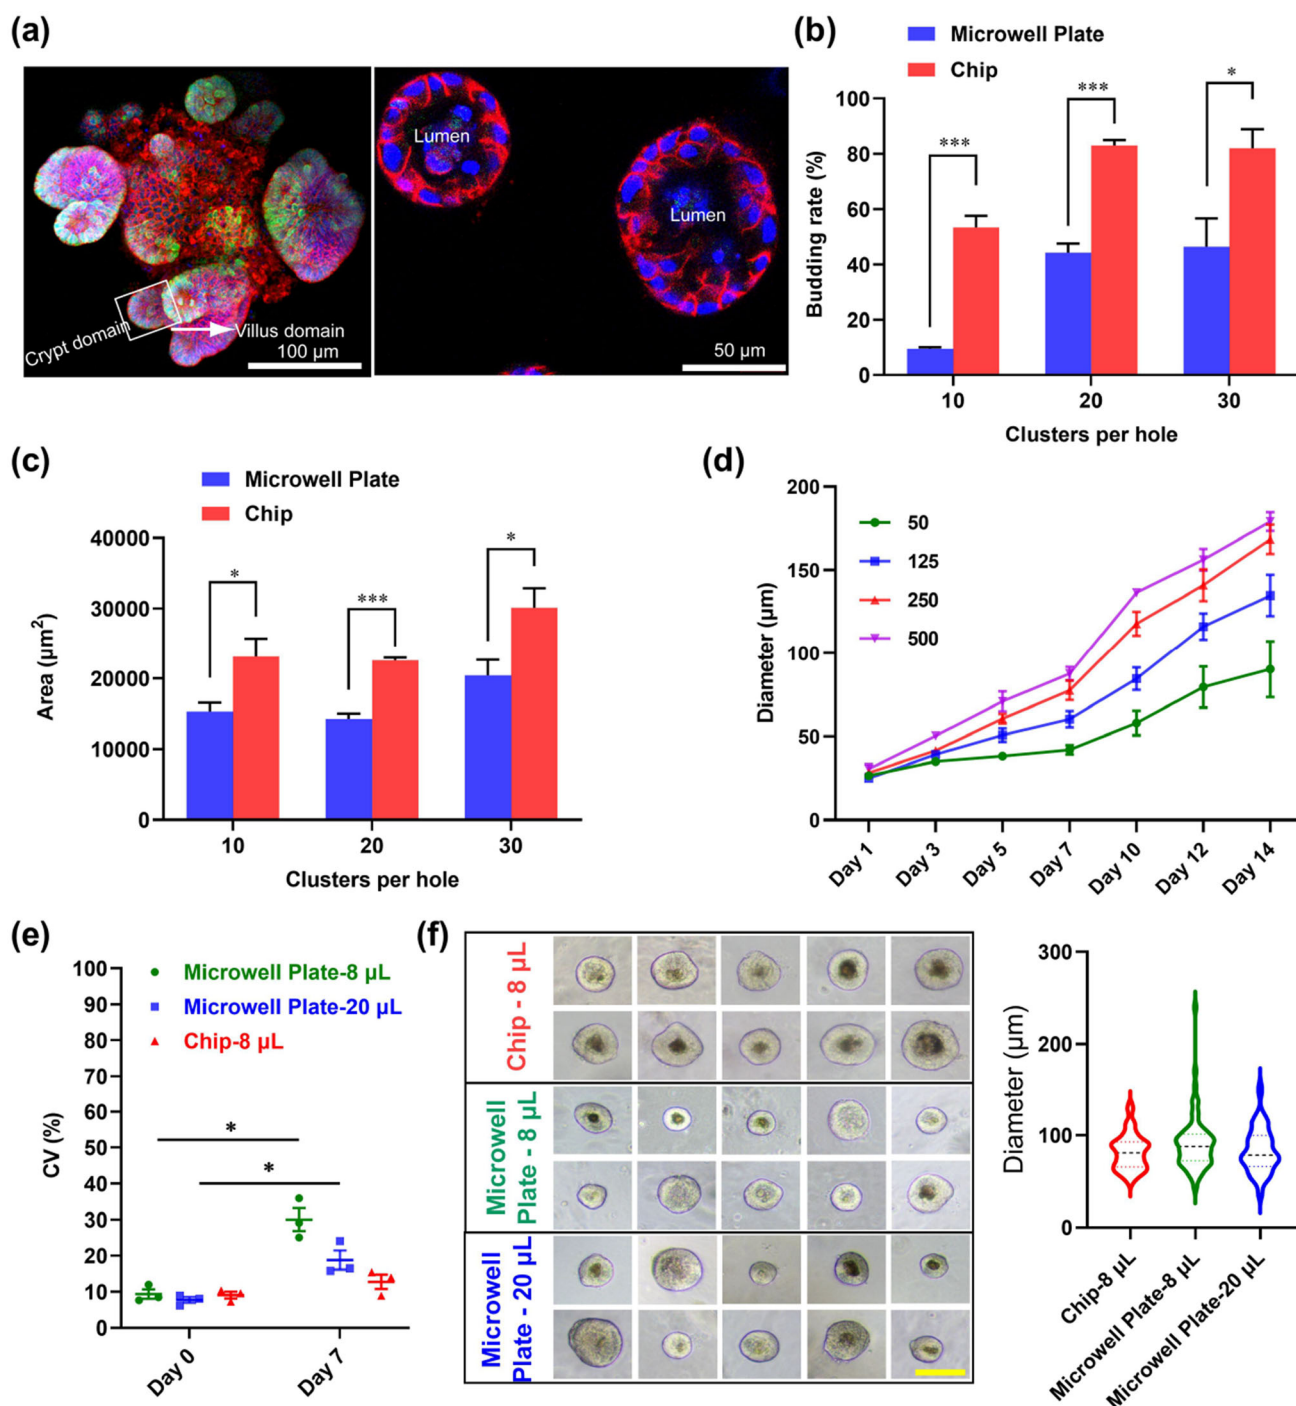 (a)
Lumen
Lumen
Crypt domain
Villus domain
100 μm
50 μm
(b)
Microwell Plate
Chip
Budding rate (%)
100
80
60
40
20
0
***
***
*
10 20 30
Clusters per hole
(c)
Microwell Plate
Chip
Area (μm²)
40000
30000
20000
10000
0
*
***
*
10 20 30
Clusters per hole
(d)
Diameter (μm)
200
150
100
50
0
50
125
250
500
Day 1 Day 3 Day 5 Day 7 Day 10 Day 12 Day 14
(e)
CV (%)
100
90
80
70
60
50
40
30
20
10
0
Microwell Plate-8 μL
Microwell Plate-20 μL
Chip-8 μL
*
*
Day 0 Day 7
(f)
Chip - 8 μL
Microwell
Plate - 8 μL
Microwell
Plate - 20 μL
Diameter (μm)
300
200
100
0
Chip-8 μL
Microwell Plate-8 μL
Microwell Plate-20 μL